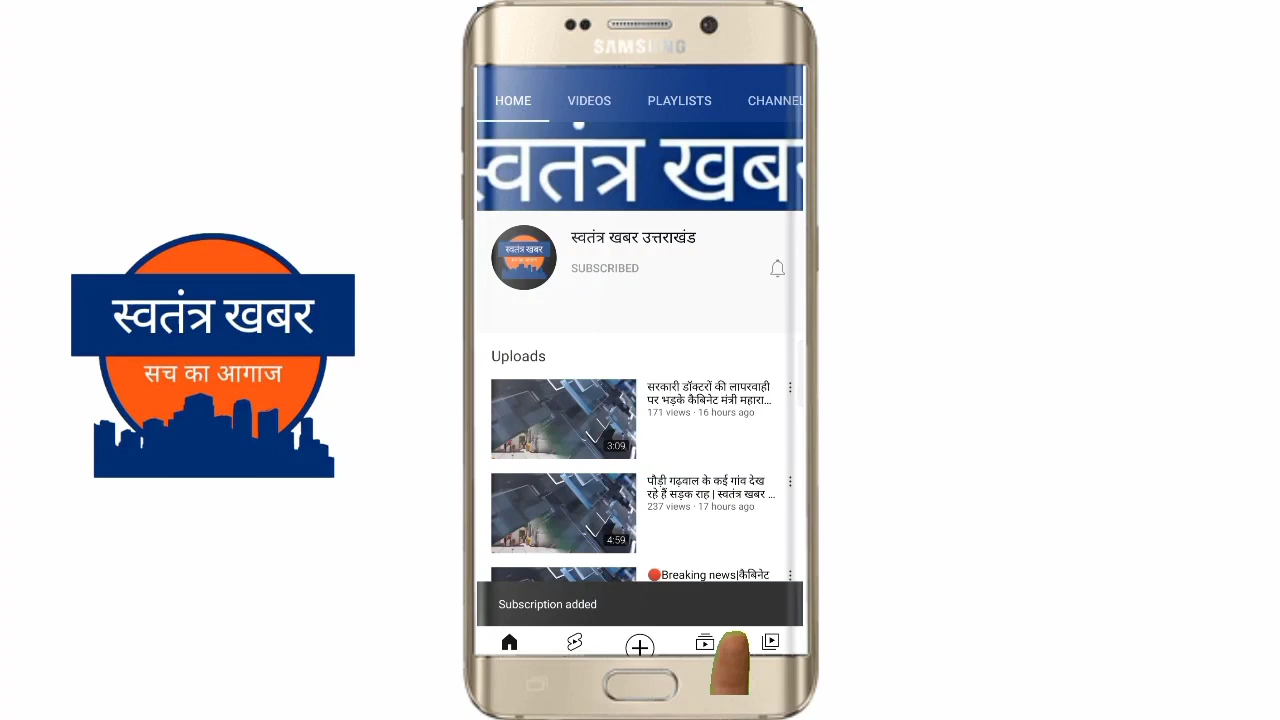 SAMSUNG
HOME VIDEOS PLAYLISTS CHANNEL
स्वतंत्र खबर
स्वतंत्र खबर उत्तराखंड
स्वतंत्र खबर
SUBSCRIBED
स्वतंत्र खबर
सच का आगाज
Uploads
सरकारी डॉक्टरों की लापरवाही
पर भड़के कैबिनेट मंत्री महारा...
171 views · 16 hours ago
3:09
पौड़ी गढ़वाल के कई गांव देख
रहे हैं सड़क राह | स्वतंत्र खबर ...
237 views · 17 hours ago
4:59
🔴Breaking news|कैबिनेट
Subscription added